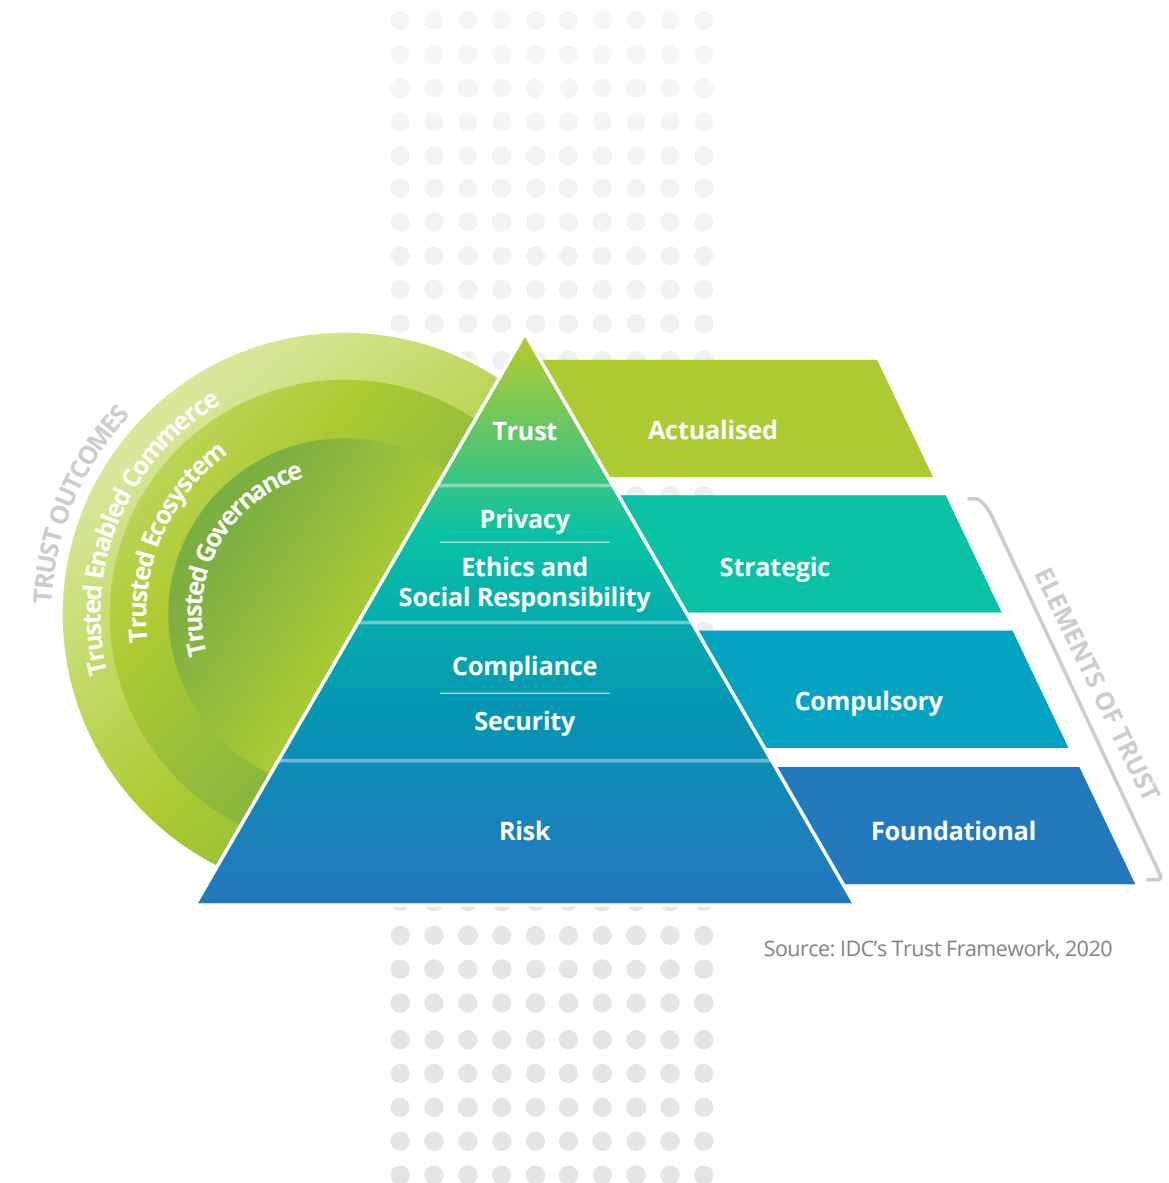 TRUST OUTCOMES
Trusted Enabled Commerce
Trusted Ecosystem
Trusted Governance
Trust
Actualised
Privacy
Ethics and
Social Responsibility
Strategic
Compliance
Security
Compulsory
Risk
Foundational
ELEMENTS OF TRUST
Source: IDC’s Trust Framework, 2020